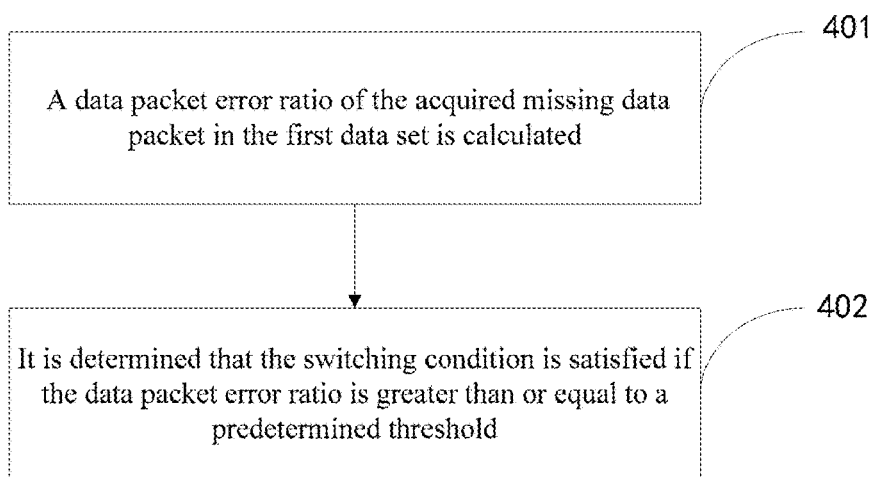 401
A data packet error ratio of the acquired missing data
packet in the first data set is calculated
402
It is determined that the switching condition is satisfied if
the data packet error ratio is greater than or equal to a
predetermined threshold